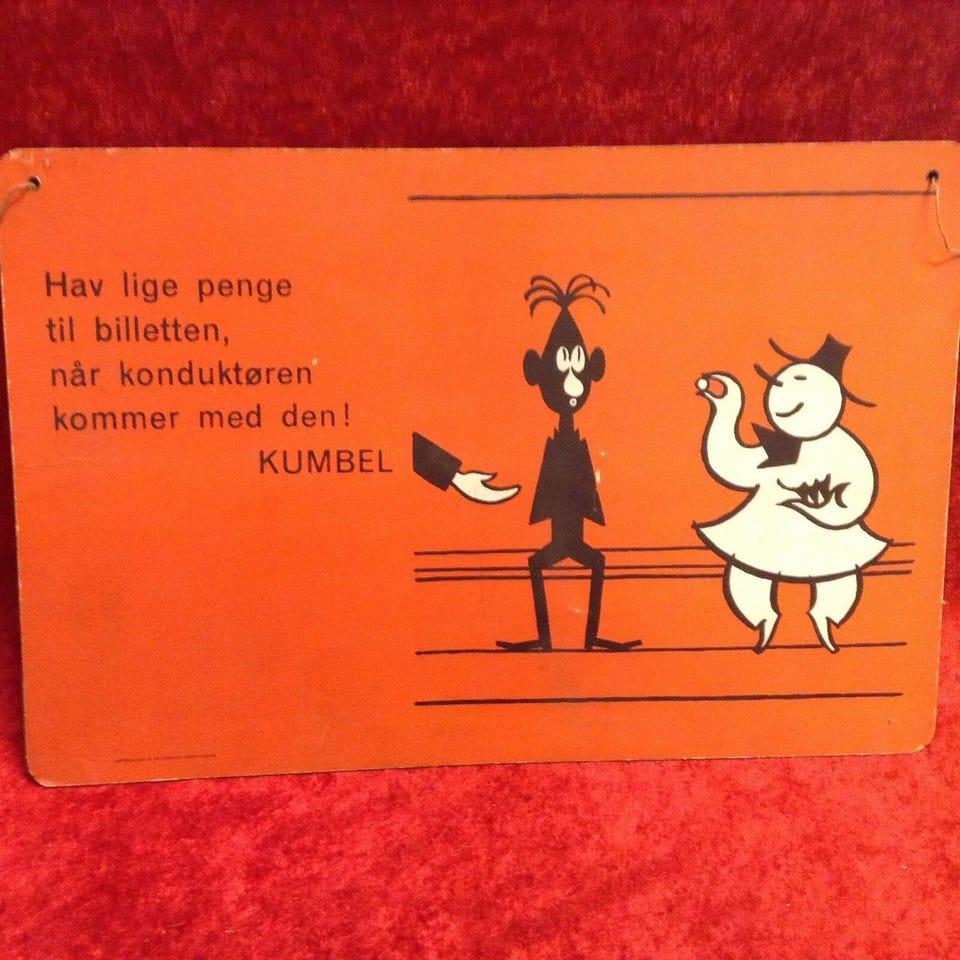 Hav lige penge
til billetten,
når konduktøren
kommer med den!
KUMBEL